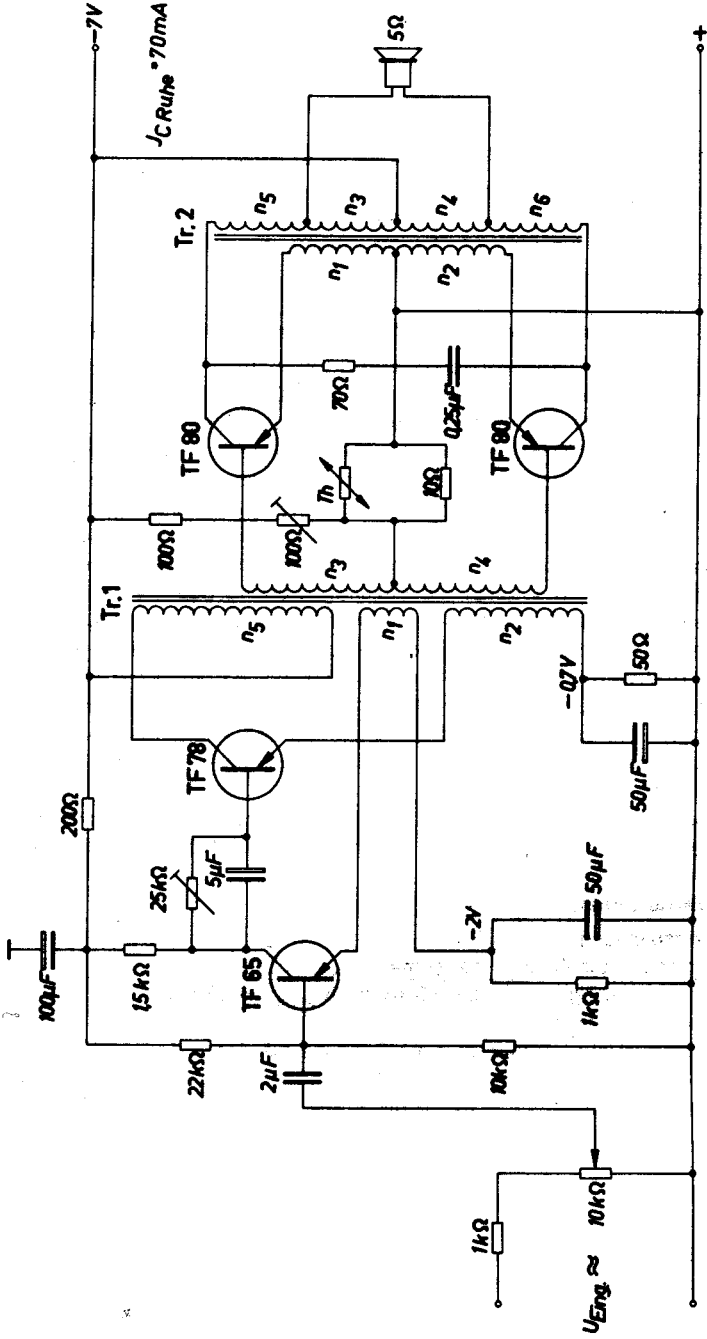 100µF
200Ω
−7V
J_C Ruhe ≈70mA
22kΩ
1,5kΩ
25kΩ
5µF
TF 78
Tr.1
100Ω
100Ω
TF 80
Tr. 2
n5
n3
n4
n6
n1
n2
5Ω
2µF
TF 65
n5
n1
n2
n3
n4
Th
10Ω
70Ω
0,25µF
TF 80
1kΩ
10kΩ
UEing. ≈
10kΩ
−2V
1kΩ
50µF
−0,7V
50µF
50Ω
+